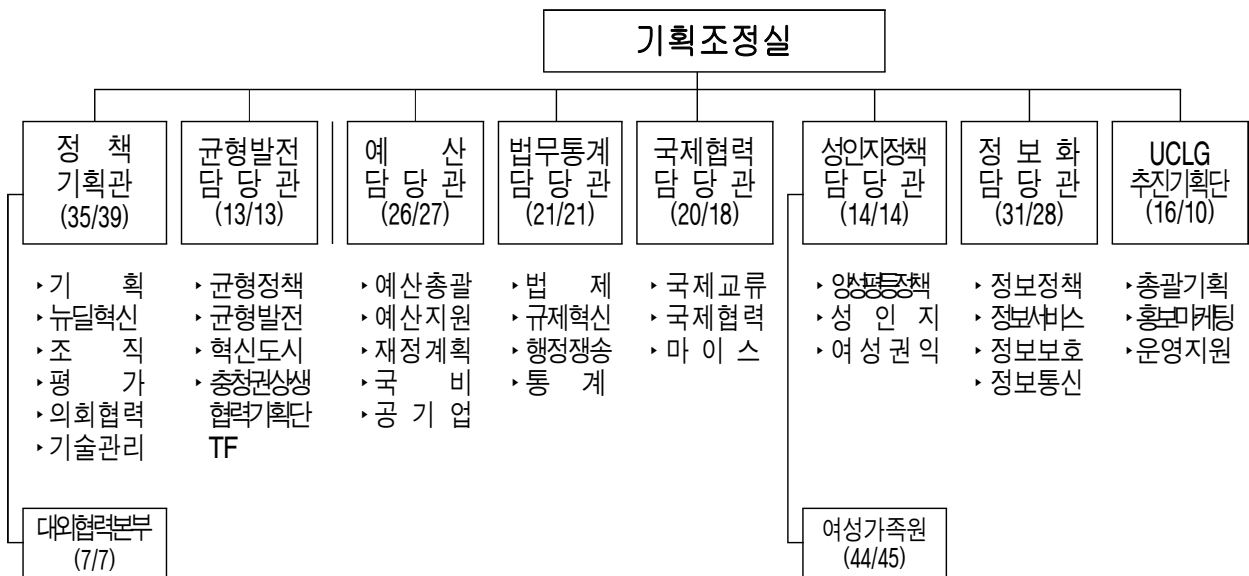 기획조정실
정 책
기획관
(35/39)
균형발전
담 당 관
(13/13)
예 산
담 당 관
(26/27)
법무통계
담 당 관
(21/21)
국제협력
담 당 관
(20/18)
성인지정책
담 당 관
(14/14)
정 보 화
담 당 관
(31/28)
UCLG
추진기획단
(16/10)
‣기 획
‣뉴딜혁신
‣조 직
‣평 가
‣의회협력
‣기술관리
‣균형정책
‣균형발전
‣혁신도시
‣충청권상생
협력기획단
TF
‣예산총괄
‣예산지원
‣재정계획
‣국 비
‣공 기 업
‣법 제
‣규제혁신
‣행정쟁송
‣통 계
‣국제교류
‣국제협력
‣마 이 스
‣양성평등정책
‣성 인 지
‣여성권익
‣정보정책
‣정보서비스
‣정보보호
‣정보통신
‣총괄기획
‣홍보마케팅
‣운영지원
대외협력본부
(7/7)
여성가족원
(44/45)